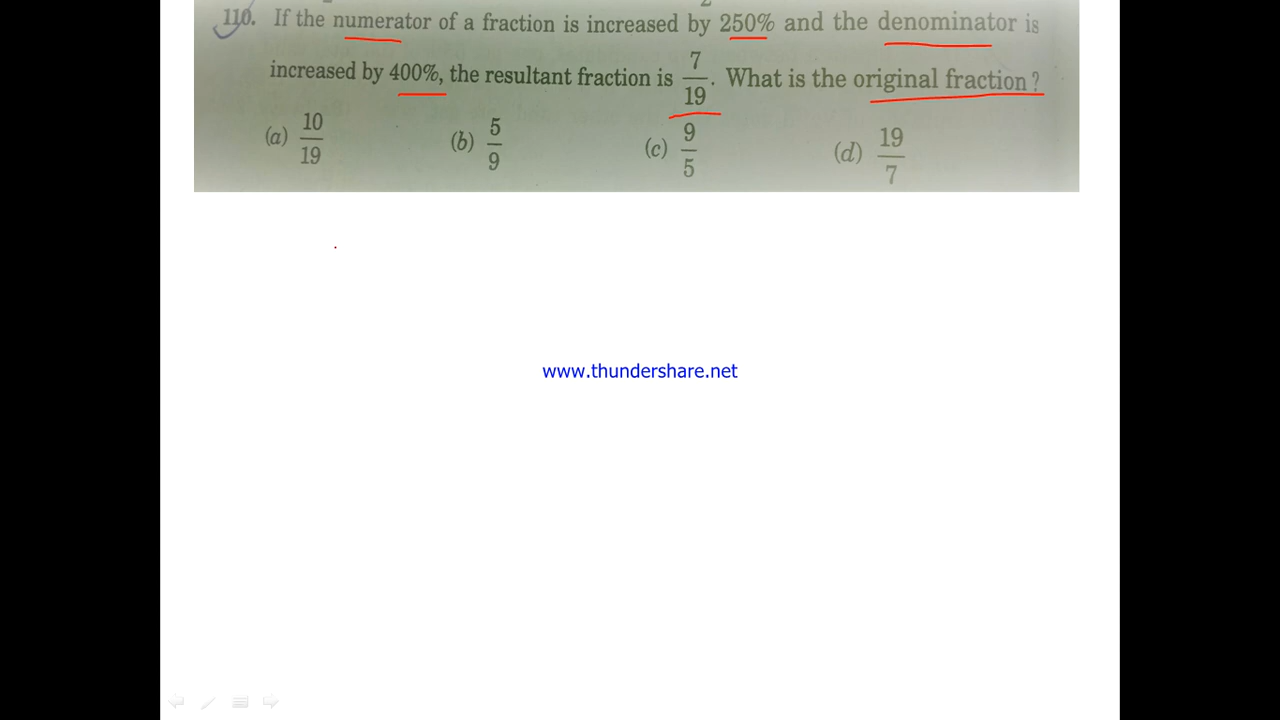 110. If the numerator of a fraction is increased by 250% and the denominator is
increased by 400%, the resultant fraction is 7/19. What is the original fraction?
(a) 10/19 (b) 5/9 (c) 9/5 (d) 19/7
www.thundershare.net